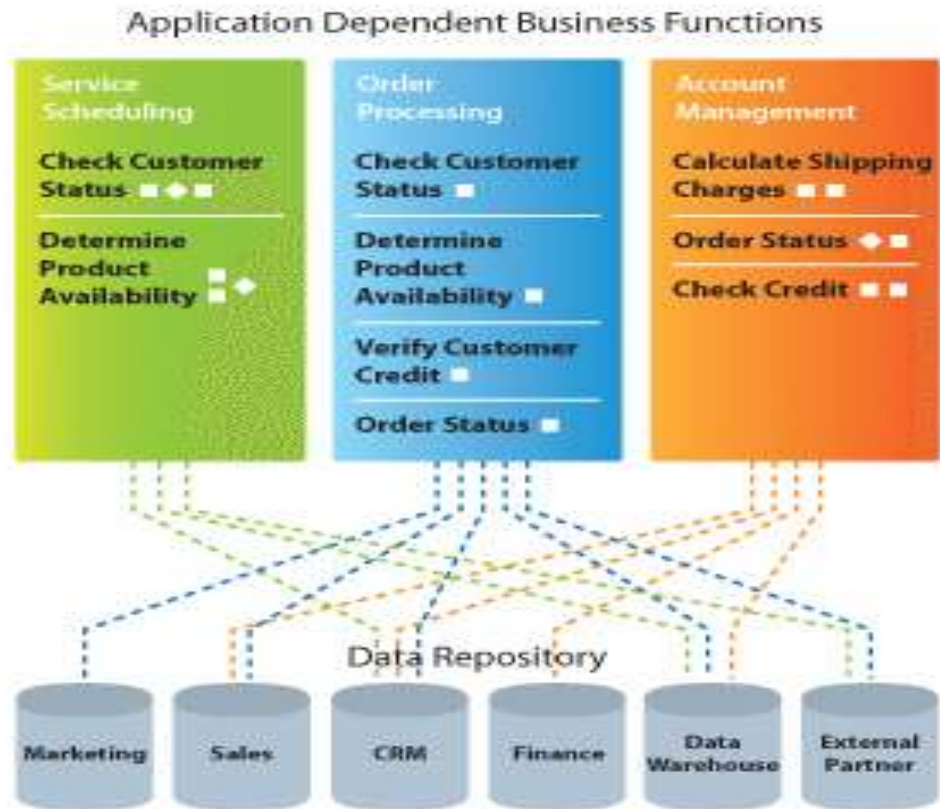 Application Dependent Business Functions
Service
Scheduling
Check Customer
Status
Determine
Product
Availability
Order
Processing
Check Customer
Status
Determine
Product
Availability
Verify Customer
Credit
Order Status
Account
Management
Calculate Shipping
Charges
Order Status
Check Credit
Data Repository
Marketing
Sales
CRM
Finance
Data
Warehouse
External
Partner